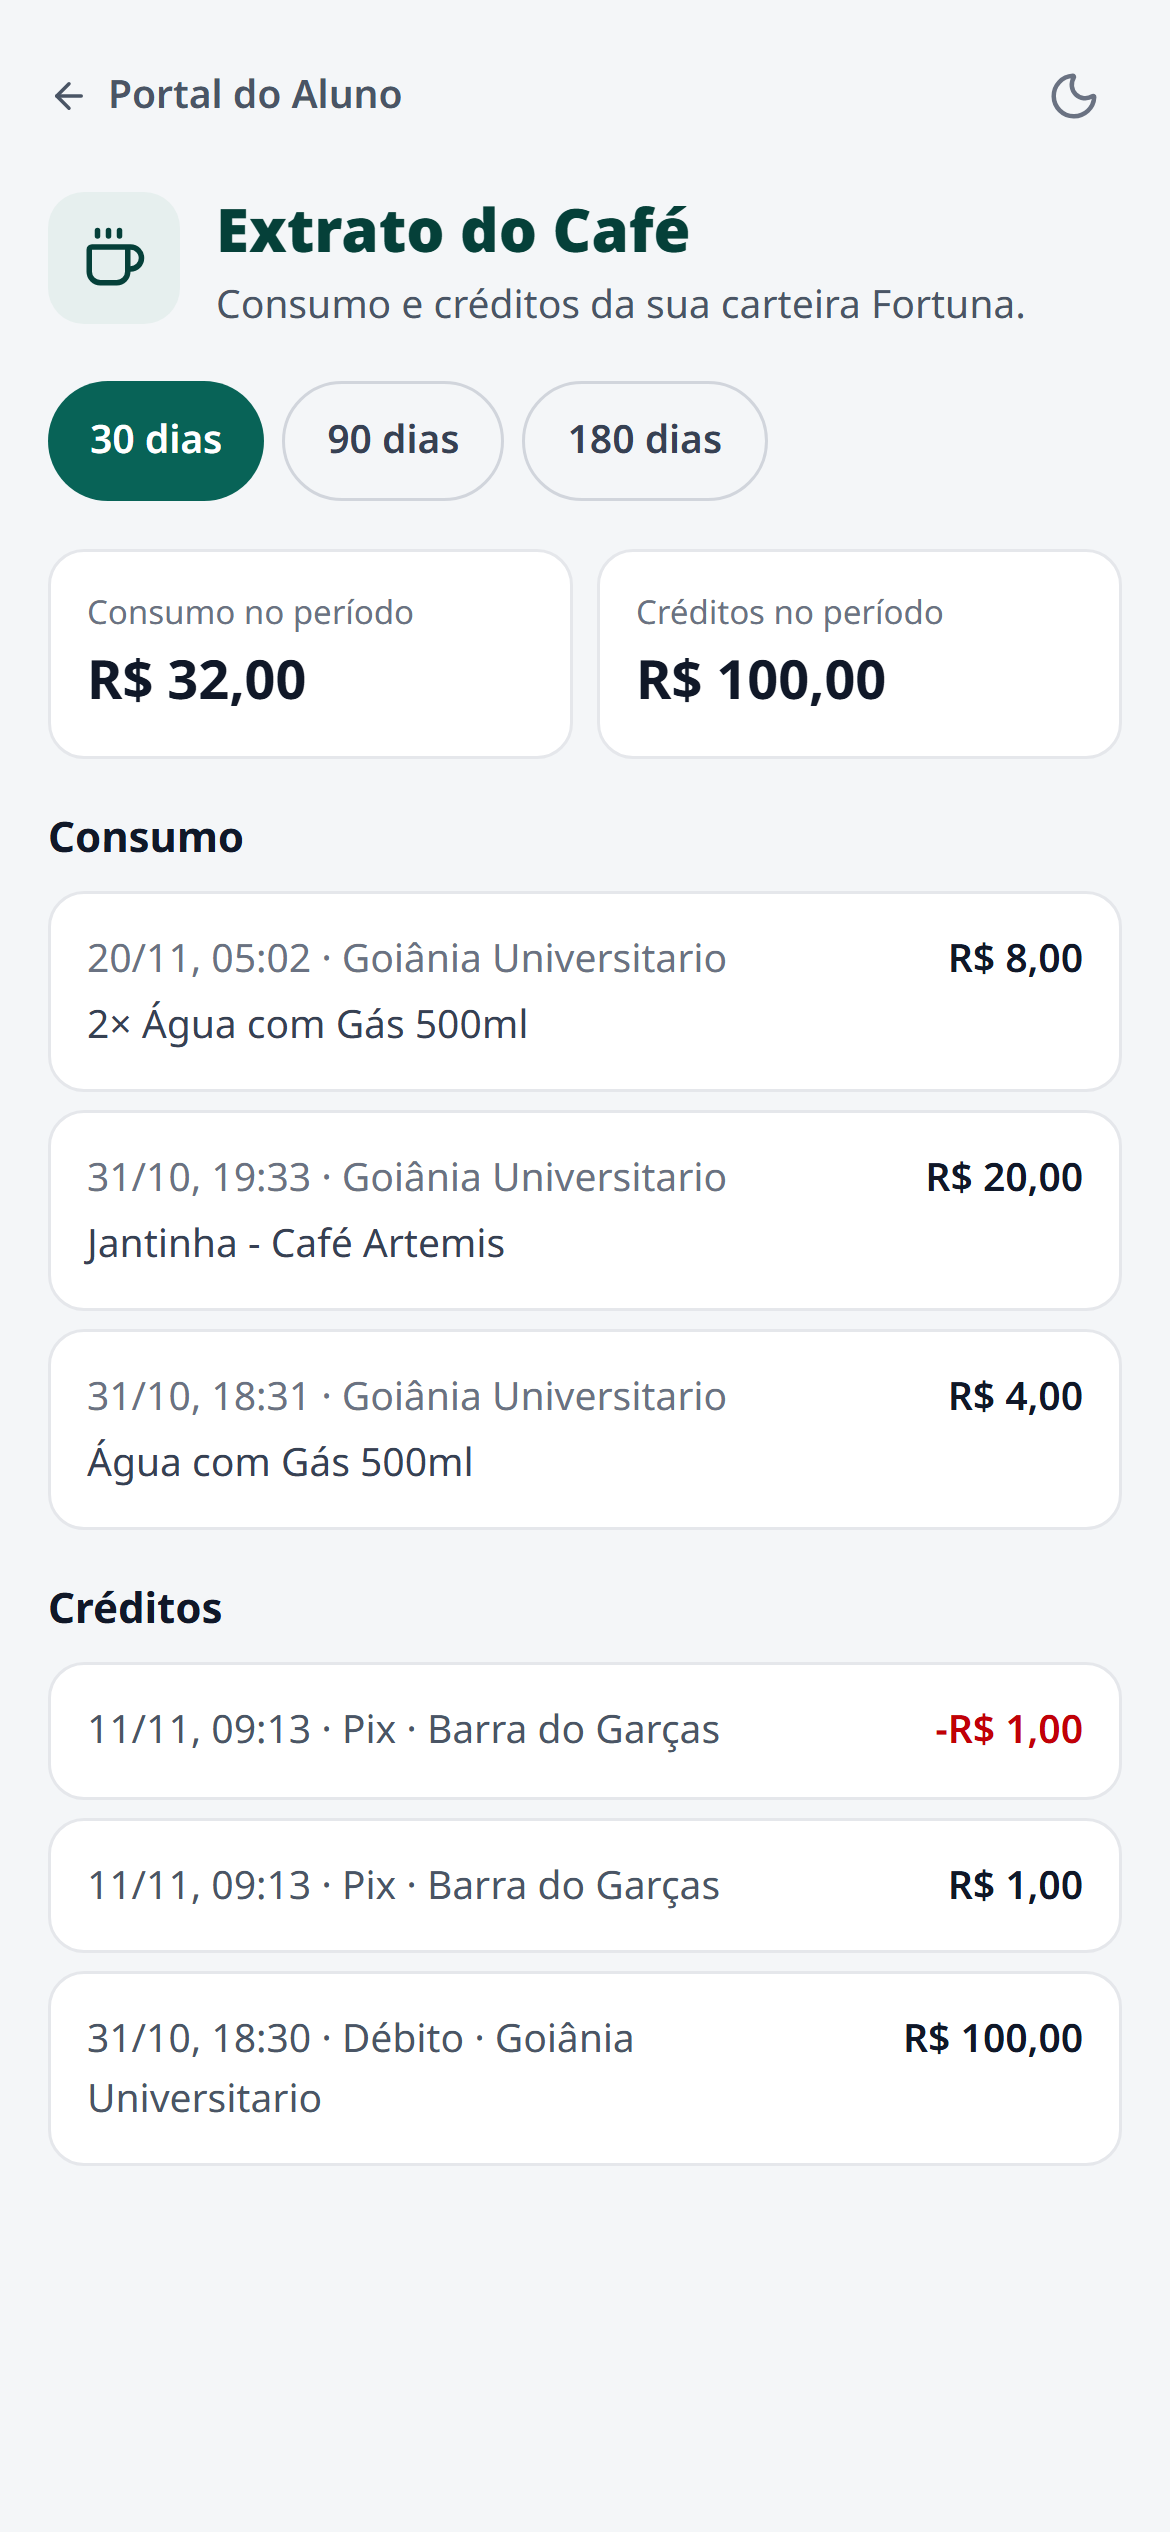 Portal do Aluno
Extrato do Café
Consumo e créditos da sua carteira Fortuna.
30 dias
90 dias
180 dias
Consumo no período
R$ 32,00
Créditos no período
R$ 100,00
Consumo
20/11, 05:02 · Goiânia Universitario
R$ 8,00
2× Água com Gás 500ml
31/10, 19:33 · Goiânia Universitario
R$ 20,00
Jantinha - Café Artemis
31/10, 18:31 · Goiânia Universitario
R$ 4,00
Água com Gás 500ml
Créditos
11/11, 09:13 · Pix · Barra do Garças
-R$ 1,00
11/11, 09:13 · Pix · Barra do Garças
R$ 1,00
31/10, 18:30 · Débito · Goiânia
Universitario
R$ 100,00